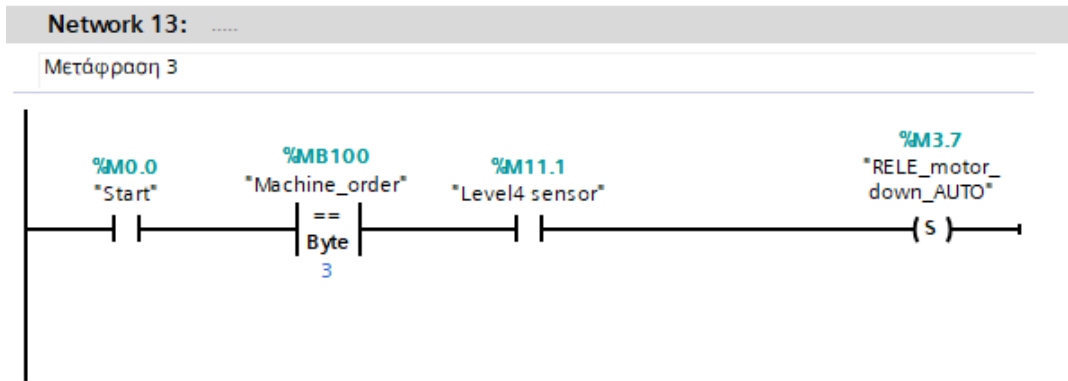 Network 13: .....
Μετάφραση 3
%M0.0
"Start"
%MB100
"Machine_order"
==
Byte
3
%M11.1
"Level4 sensor"
%M3.7
"RELE_motor_
down_AUTO"
S